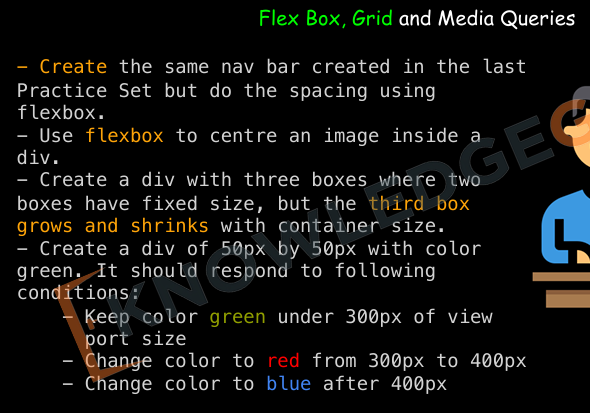 Flex Box, Grid and Media Queries
– Create the same nav bar created in the last
Practice Set but do the spacing using
flexbox.
– Use flexbox to centre an image inside a
div.
– Create a div with three boxes where two
boxes have fixed size, but the third box
grows and shrinks with container size.
– Create a div of 50px by 50px with color
green. It should respond to following
conditions:
– Keep color green under 300px of view
port size
– Change color to red from 300px to 400px
– Change color to blue after 400px
KNOWLEDGE